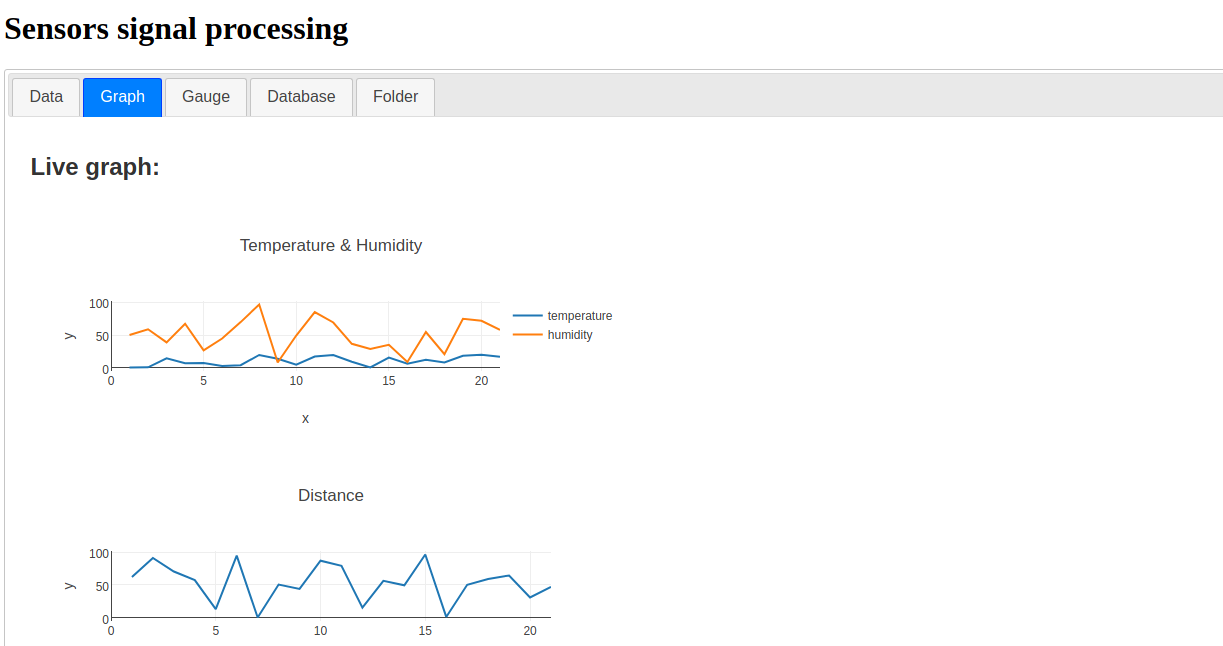 Sensors signal processing
Data Graph Gauge Database Folder
Live graph:
Temperature & Humidity
100
50
0
y
0 5 10 15 20
x
temperature
humidity
Distance
100
50
0
y
0 5 10 15 20